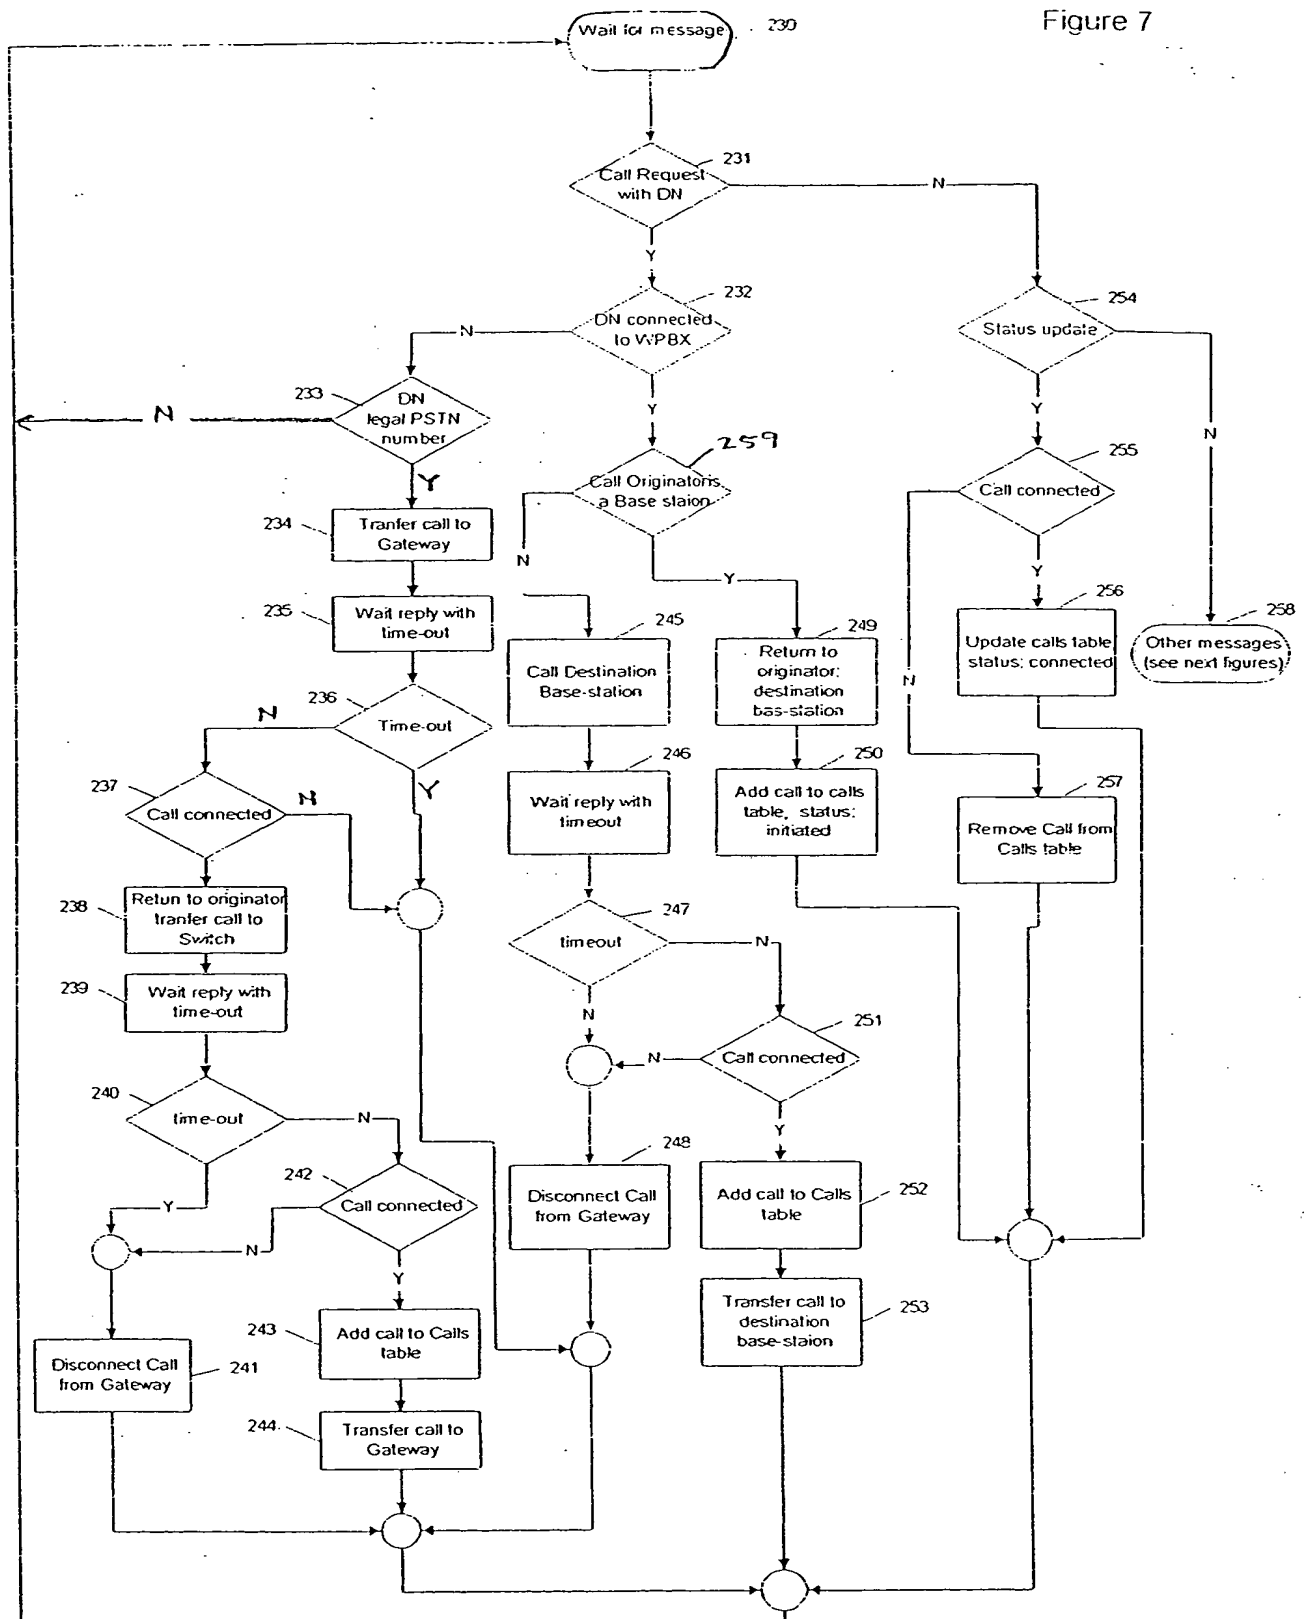 Figure 7
Wait for message
230
231
Call Request
with DN
N
Y
232
DN connected
to WPBX
N
254
Status update
233
DN
legal PSTN
number
N
Y
Y
N
259
255
Call Originatoris
a Base staion
Call connected
Y
234
Tranfer call to
Gateway
N
Y
Y
235
Wait reply with
time-out
245
249
256
258
Call Destination
Base-station
Return to
originator:
destination
bas-station
Update calls table
status: connected
Other messages
(see next figures)
N
236
Time-out
N
Y
246
Wait reply with
timeout
250
Add call to calls
table, status:
initiated
257
Remove Call from
Calls table
237
Call connected
N
238
Retun to originator
tranfer call to
Switch
247
timeout
N
N
239
Wait reply with
time-out
251
Call connected
N
Y
240
time-out
N
Y
242
Call connected
N
Y
248
Disconnect Call
from Gateway
252
Add call to Calls
table
253
Transfer call to
destination
base-staion
243
Add call to Calls
table
241
Disconnect Call
from Gateway
244
Transfer call to
Gateway